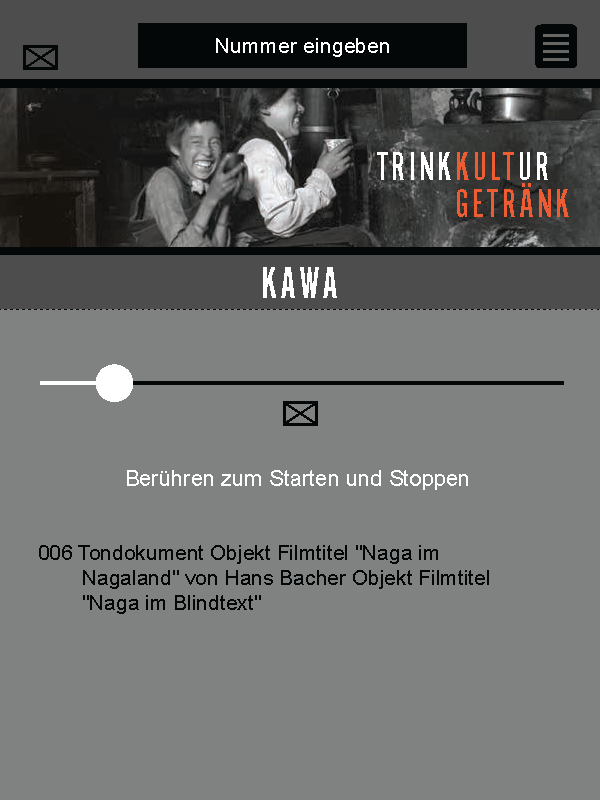 Nummer eingeben
TRINKKULTUR
GETRÄNK
KAWA
Berühren zum Starten und Stoppen
006 Tondokument Objekt Filmtitel "Naga im
Nagaland" von Hans Bacher Objekt Filmtitel
"Naga im Blindtext"